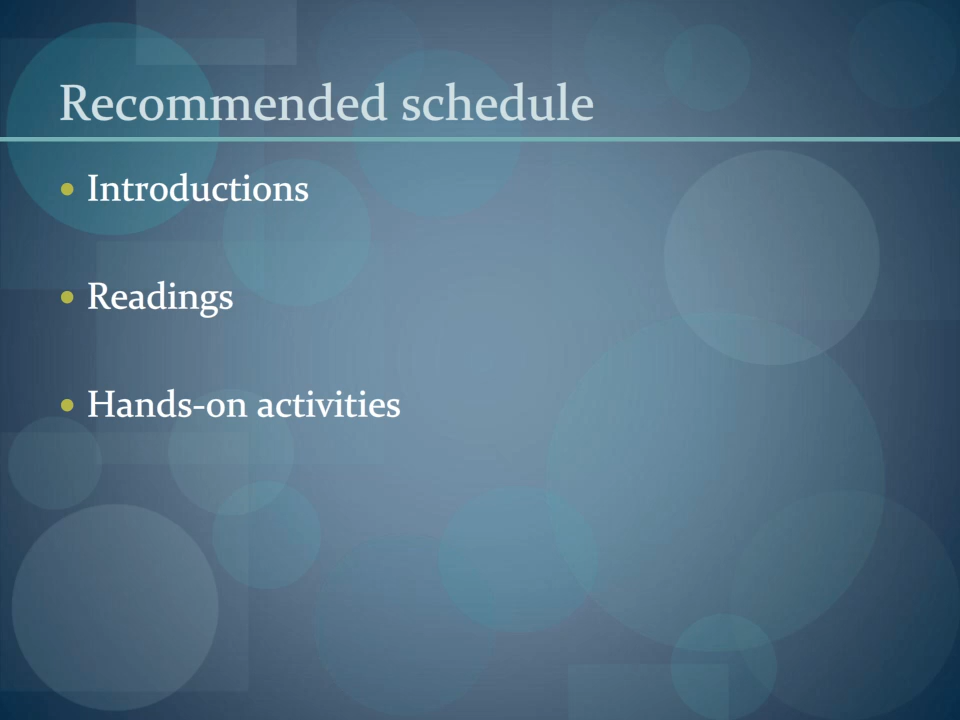 Recommended schedule
• Introductions
• Readings
• Hands-on activities